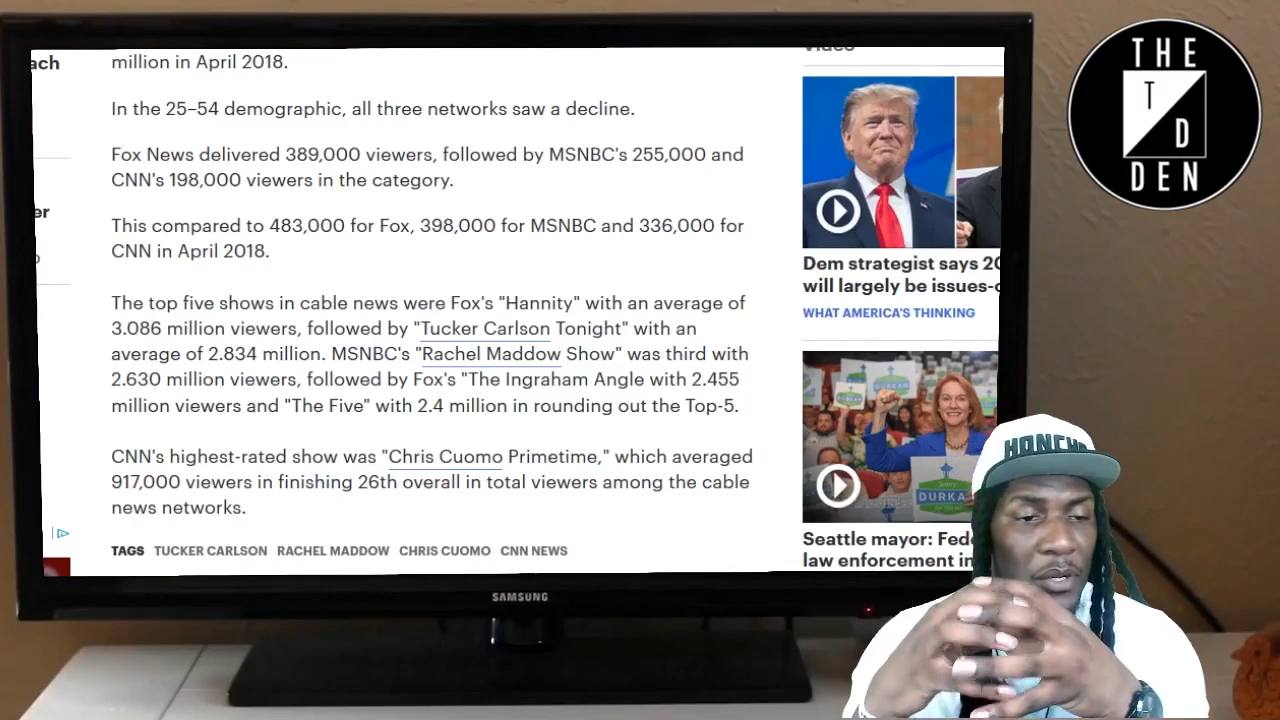 million in April 2018.
In the 25–54 demographic, all three networks saw a decline.
Fox News delivered 389,000 viewers, followed by MSNBC's 255,000 and
CNN's 198,000 viewers in the category.
This compared to 483,000 for Fox, 398,000 for MSNBC and 336,000 for
CNN in April 2018.
The top five shows in cable news were Fox's "Hannity" with an average of
3.086 million viewers, followed by "Tucker Carlson Tonight" with an
average of 2.834 million. MSNBC's "Rachel Maddow Show" was third with
2.630 million viewers, followed by Fox's "The Ingraham Angle with 2.455
million viewers and "The Five" with 2.4 million in rounding out the Top-5.
CNN's highest-rated show was "Chris Cuomo Primetime," which averaged
917,000 viewers in finishing 26th overall in total viewers among the cable
news networks.
TAGS TUCKER CARLSON RACHEL MADDOW CHRIS CUOMO CNN NEWS
ach
er
Video
Dem strategist says 20
will largely be issues-
WHAT AMERICA'S THINKING
DURKA
Seattle mayor: Fede
law enforcement in
SAMSUNG
THE
T
D
DEN
HONCHO